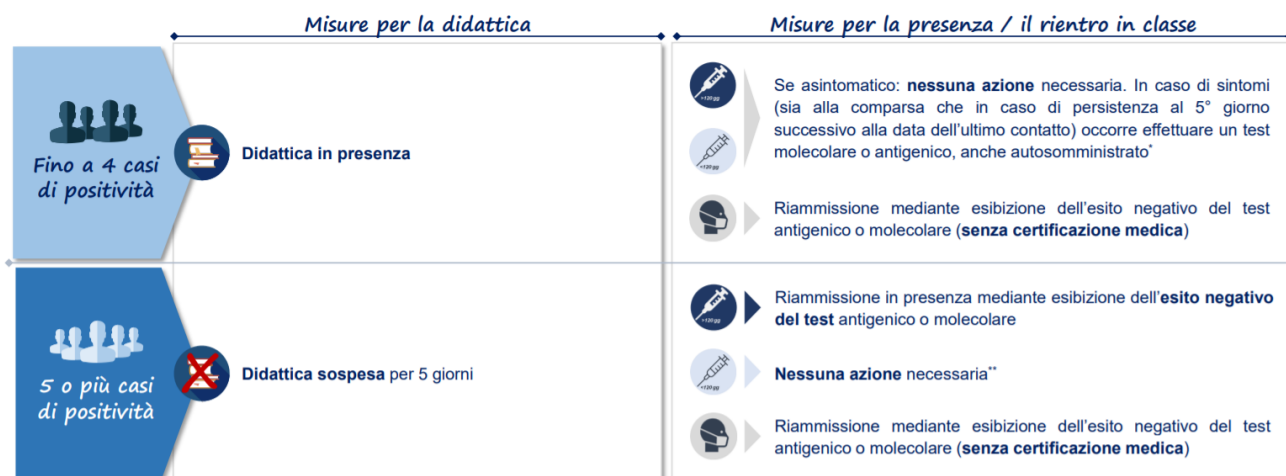 Misure per la didattica
Misure per la presenza / il rientro in classe
Fino a 4 casi
di positività
Didattica in presenza
Se asintomatico: nessuna azione necessaria. In caso di sintomi
(sia alla comparsa che in caso di persistenza al 5° giorno
successivo alla data dell'ultimo contatto) occorre effettuare un test
molecolare o antigenico, anche autosomministrato*
Riammissione mediante esibizione dell'esito negativo del test
antigenico o molecolare (senza certificazione medica)
5 o più casi
di positività
Didattica sospesa per 5 giorni
Riammissione in presenza mediante esibizione dell'esito negativo
del test antigenico o molecolare
Nessuna azione necessaria**
Riammissione mediante esibizione dell'esito negativo del test
antigenico o molecolare (senza certificazione medica)